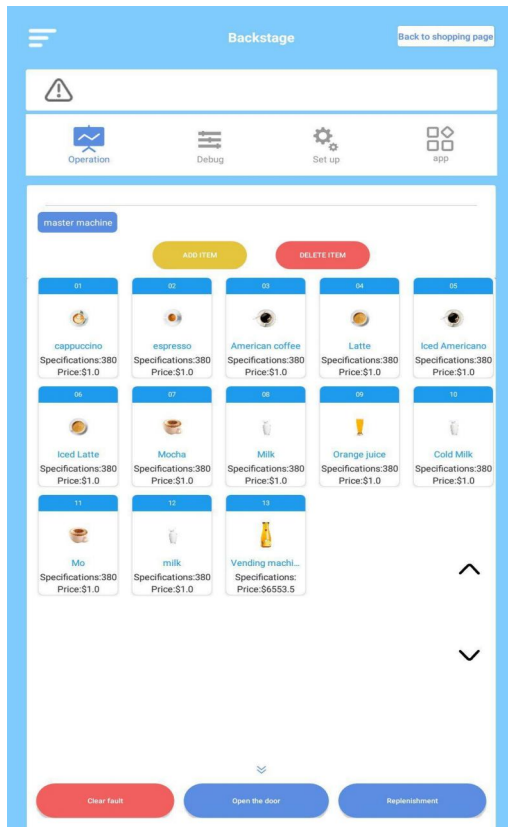 Backstage
Back to shopping page
Operation
Debug
Set up
app
master machine
ADD ITEM
DELETE ITEM
01
cappuccino
Specifications:380
Price:$1.0
02
espresso
Specifications:380
Price:$1.0
03
American coffee
Specifications:380
Price:$1.0
04
Latte
Specifications:380
Price:$1.0
05
Iced Americano
Specifications:380
Price:$1.0
06
Iced Latte
Specifications:380
Price:$1.0
07
Mocha
Specifications:380
Price:$1.0
08
Milk
Specifications:380
Price:$1.0
09
Orange juice
Specifications:380
Price:$1.0
10
Cold Milk
Specifications:380
Price:$1.0
11
Mo
Specifications:380
Price:$1.0
12
milk
Specifications:380
Price:$1.0
13
Vending machi...
Specifications:
Price:$6553.5
Clear fault
Open the door
Replenishment